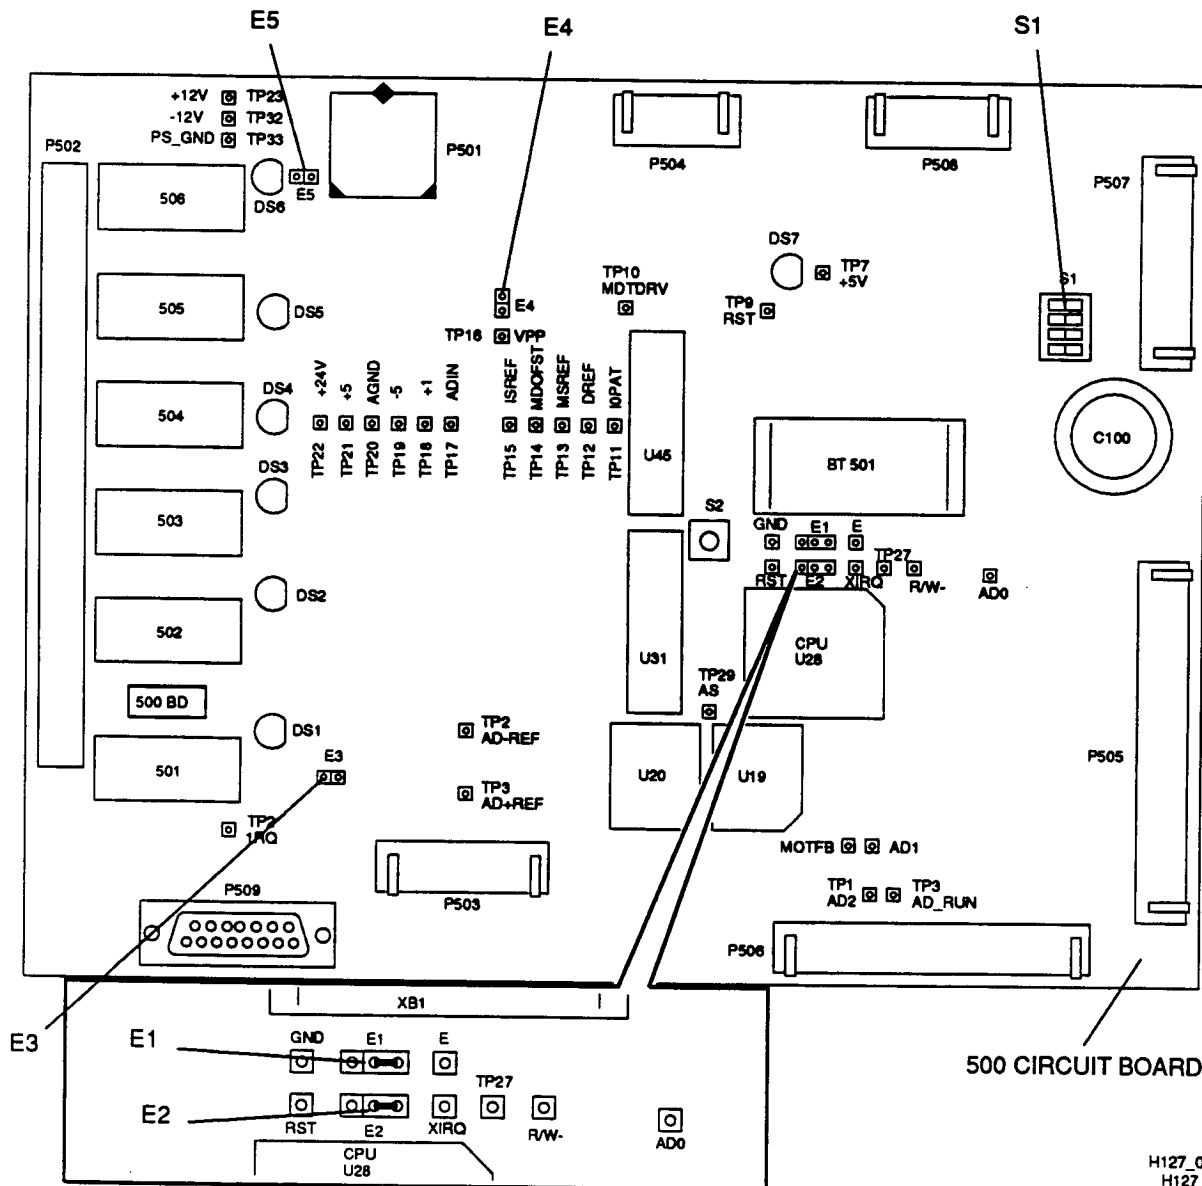 E5
E4
S1
+12V TP23
-12V TP32
PS_GND TP33
P502
P501
P504
P508
P507
506
DS6
E5
DS7
TP7
+5V
TP10
MDTDRV
TP9
RST
S1
505
DS5
E4
TP16 VPP
504
DS4
+24V
+5
AGND
-5
+1
ADIN
TP22
TP21
TP20
TP19
TP18
TP17
ISREF
MDOFST
MSREF
DREF
IOPAT
TP15
TP14
TP13
TP12
TP11
U45
BT 501
C100
503
DS3
S2
GND E1 E
TP27
RST E2 XIRQ R/W-
AD0
502
DS2
U31
CPU
U28
500 BD
TP29
AS
501
DS1
E3
TP2
AD-REF
TP3
AD+REF
U20
U19
P505
TP2
1RQ
MOTFB AD1
TP1
AD2
TP3
AD_RUN
P509
P503
P506
XB1
E3
E1
GND E1 E
TP27
E2
RST E2 XIRQ R/W-
AD0
CPU
U28
500 CIRCUIT BOARD
H127_0
H127